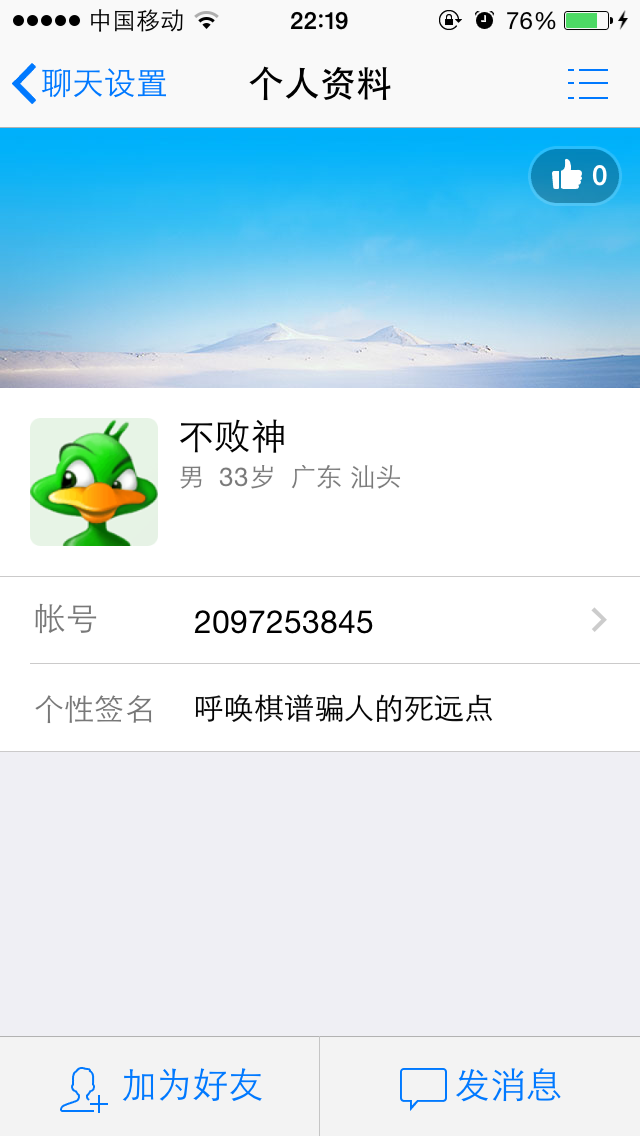 中国移动 22:19 76%
聊天设置 个人资料
0
不败神
男 33岁 广东 汕头
帐号 2097253845
个性签名 呼唤棋谱骗人的死远点
加为好友 发消息